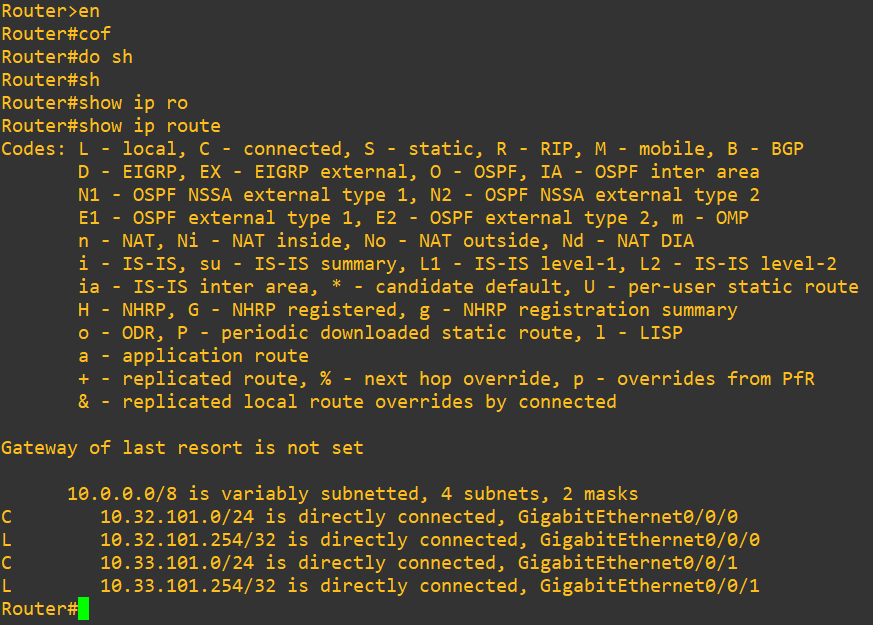 Router>en
Router#cof
Router#do sh
Router#sh
Router#show ip ro
Router#show ip route
Codes: L - local, C - connected, S - static, R - RIP, M - mobile, B - BGP
       D - EIGRP, EX - EIGRP external, O - OSPF, IA - OSPF inter area
       N1 - OSPF NSSA external type 1, N2 - OSPF NSSA external type 2
       E1 - OSPF external type 1, E2 - OSPF external type 2, m - OMP
       n - NAT, Ni - NAT inside, No - NAT outside, Nd - NAT DIA
       i - IS-IS, su - IS-IS summary, L1 - IS-IS level-1, L2 - IS-IS level-2
       ia - IS-IS inter area, * - candidate default, U - per-user static route
       H - NHRP, G - NHRP registered, g - NHRP registration summary
       o - ODR, P - periodic downloaded static route, l - LISP
       a - application route
       + - replicated route, % - next hop override, p - overrides from PfR
       & - replicated local route overrides by connected
Gateway of last resort is not set
      10.0.0.0/8 is variably subnetted, 4 subnets, 2 masks
C        10.32.101.0/24 is directly connected, GigabitEthernet0/0/0
L        10.32.101.254/32 is directly connected, GigabitEthernet0/0/0
C        10.33.101.0/24 is directly connected, GigabitEthernet0/0/1
L        10.33.101.254/32 is directly connected, GigabitEthernet0/0/1
Router#